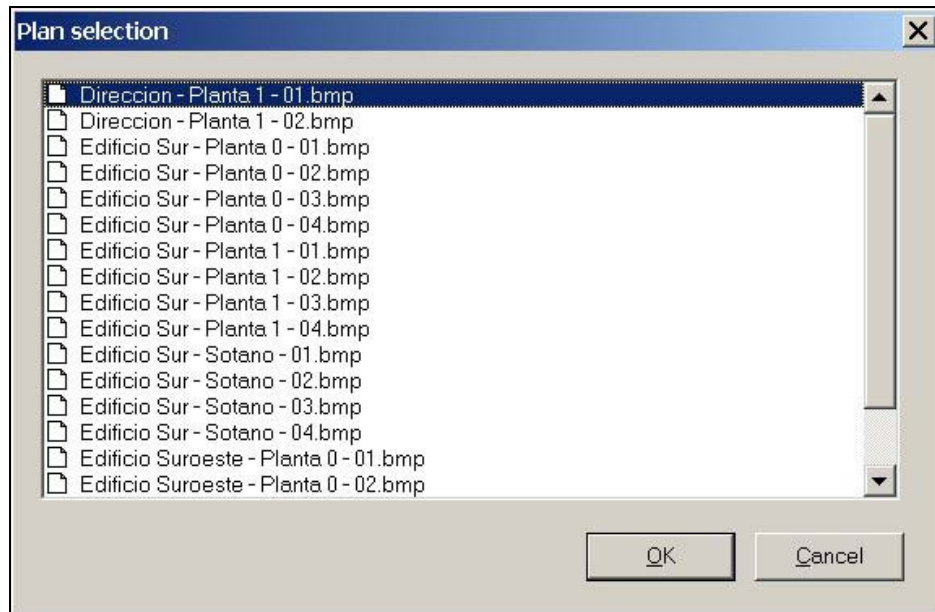 Plan selection
Direccion - Planta 1 - 01.bmp
Direccion - Planta 1 - 02.bmp
Edificio Sur - Planta 0 - 01.bmp
Edificio Sur - Planta 0 - 02.bmp
Edificio Sur - Planta 0 - 03.bmp
Edificio Sur - Planta 0 - 04.bmp
Edificio Sur - Planta 1 - 01.bmp
Edificio Sur - Planta 1 - 02.bmp
Edificio Sur - Planta 1 - 03.bmp
Edificio Sur - Planta 1 - 04.bmp
Edificio Sur - Sotano - 01.bmp
Edificio Sur - Sotano - 02.bmp
Edificio Sur - Sotano - 03.bmp
Edificio Sur - Sotano - 04.bmp
Edificio Suroeste - Planta 0 - 01.bmp
Edificio Suroeste - Planta 0 - 02.bmp
OK Cancel